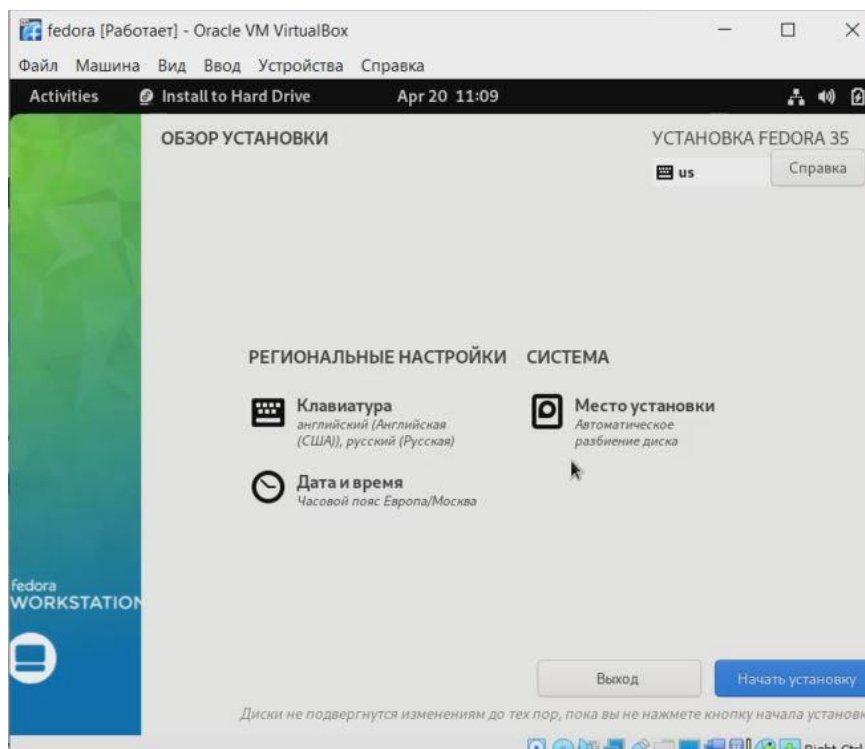 fedora [Работает] - Oracle VM VirtualBox
Файл Машина Вид Ввод Устройства Справка
Activities Install to Hard Drive Apr 20 11:09
ОБЗОР УСТАНОВКИ
УСТАНОВКА FEDORA 35
us
Справка
РЕГИОНАЛЬНЫЕ НАСТРОЙКИ
Клавиатура
английский (Английская
(США)), русский (Русская)
Дата и время
Часовой пояс Европа/Москва
СИСТЕМА
Место установки
Автоматическое
разбиение диска
fedora
WORKSTATION
Выход
Начать установку
Диски не подвергнутся изменениям до тех пор, пока вы не нажмете кнопку начала установк
Right Ctrl